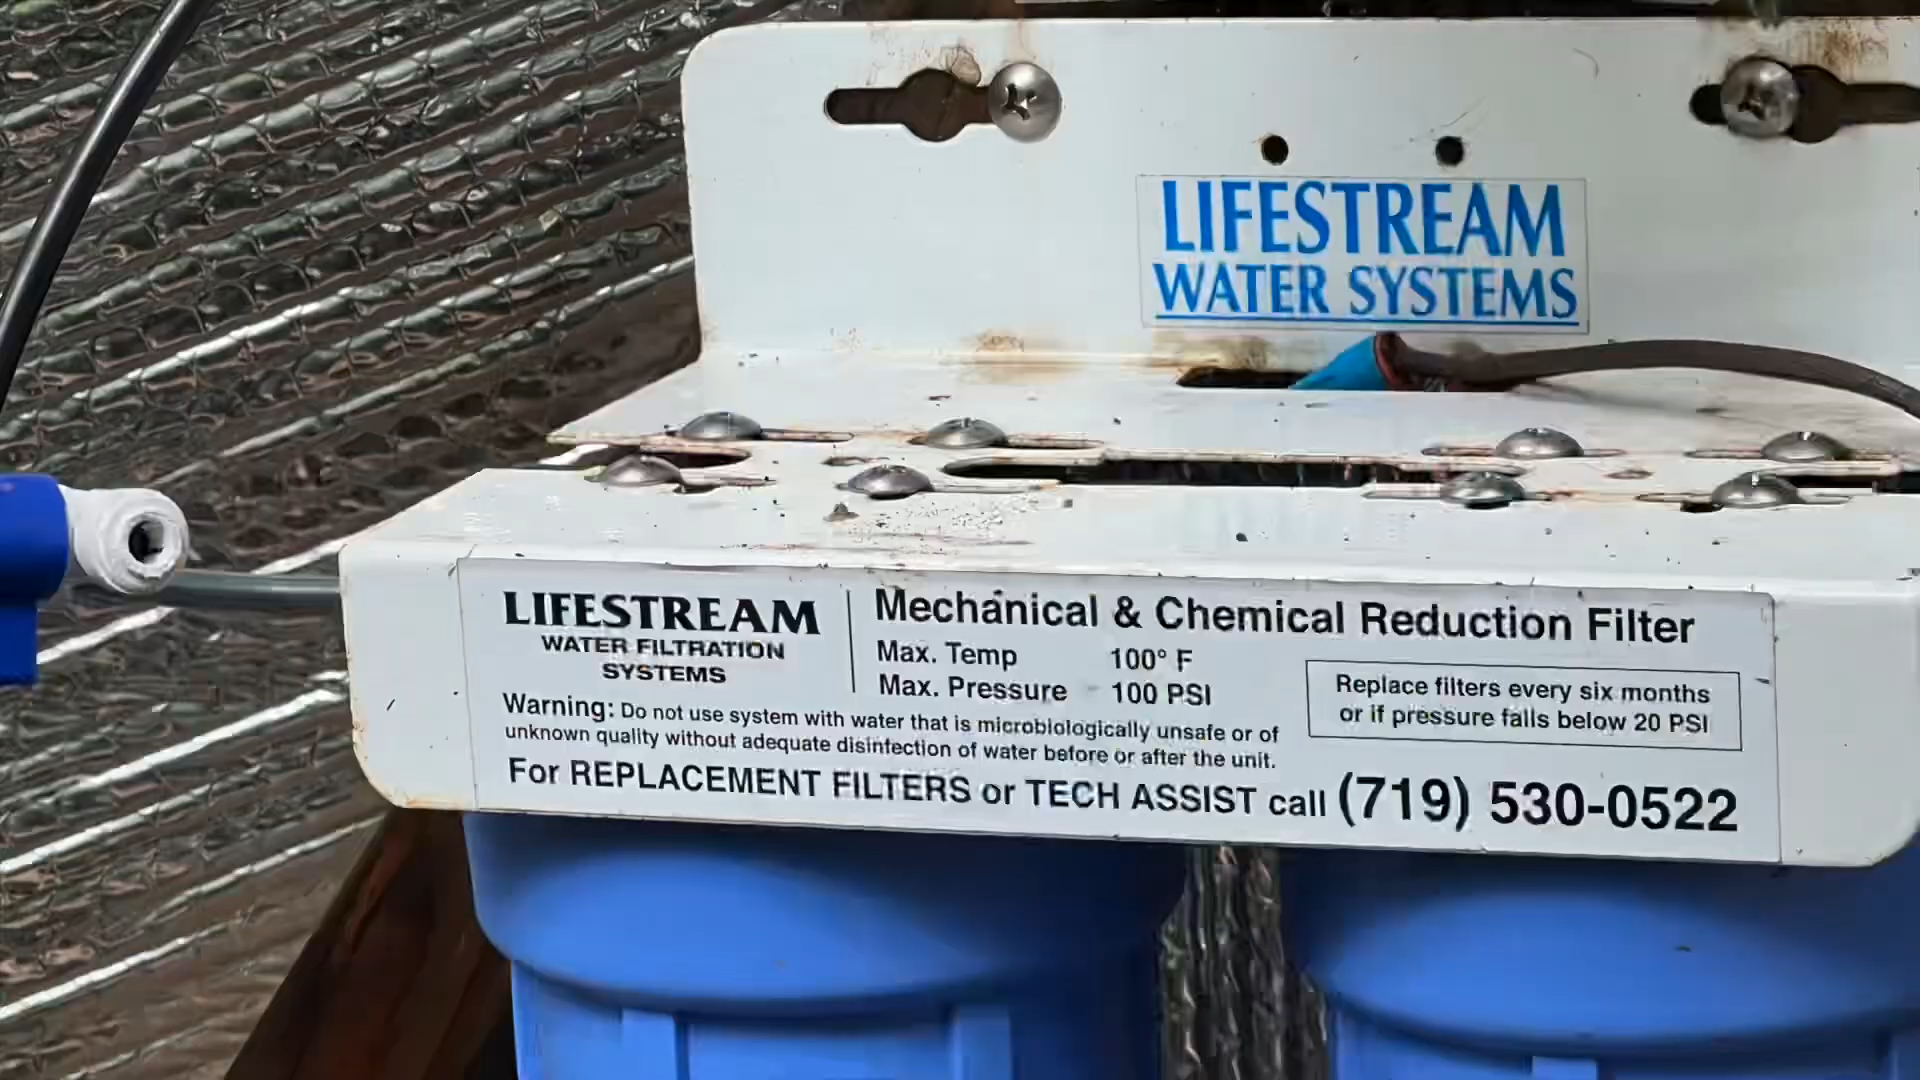 LIFESTREAM
WATER SYSTEMS
LIFESTREAM
WATER FILTRATION
SYSTEMS
Mechanical & Chemical Reduction Filter
Max. Temp 100° F
Max. Pressure 100 PSI
Replace filters every six months
or if pressure falls below 20 PSI
Warning: Do not use system with water that is microbiologically unsafe or of
unknown quality without adequate disinfection of water before or after the unit.
For REPLACEMENT FILTERS or TECH ASSIST call (719) 530-0522